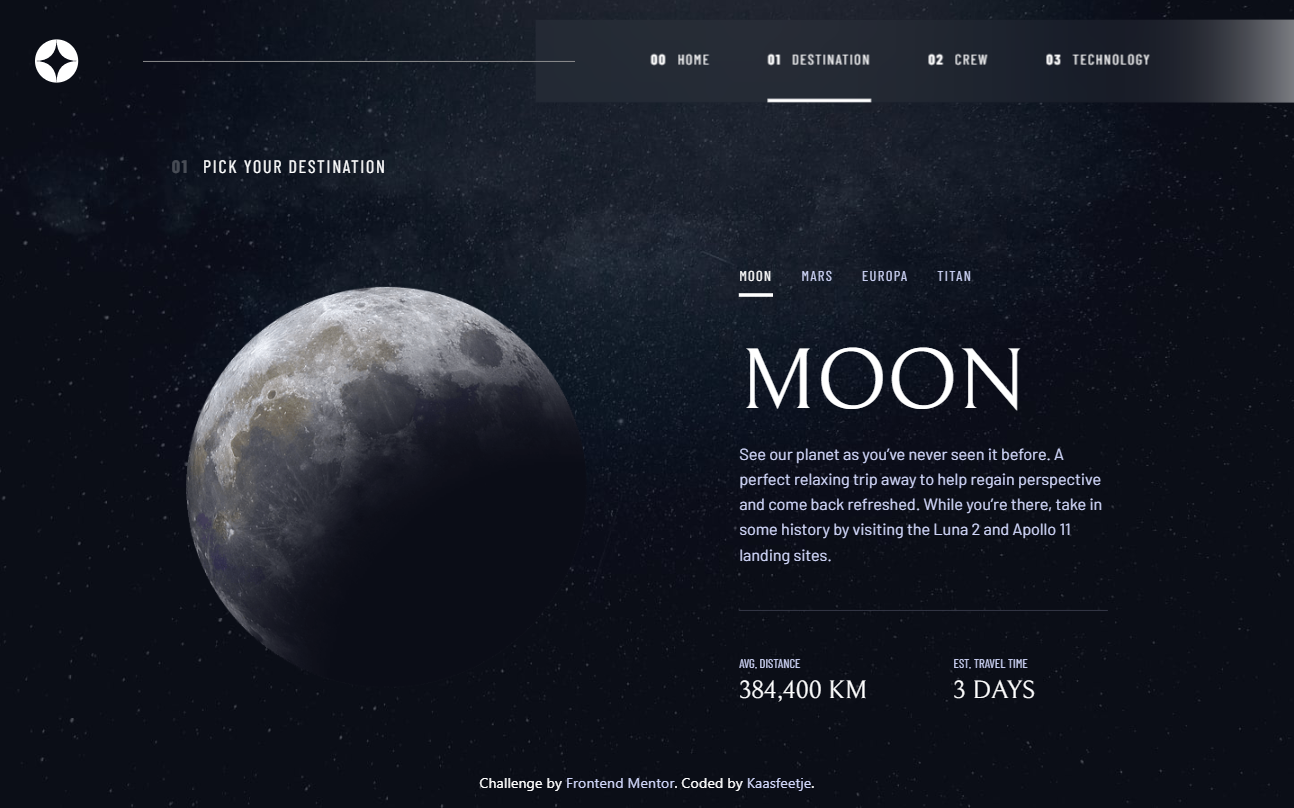 00 HOME 01 DESTINATION 02 CREW 03 TECHNOLOGY
01 PICK YOUR DESTINATION
MOON MARS EUROPA TITAN
MOON
See our planet as you’ve never seen it before. A
perfect relaxing trip away to help regain perspective
and come back refreshed. While you’re there, take in
some history by visiting the Luna 2 and Apollo 11
landing sites.
AVG. DISTANCE EST. TRAVEL TIME
384,400 KM 3 DAYS
Challenge by Frontend Mentor. Coded by Kaasfeetje.